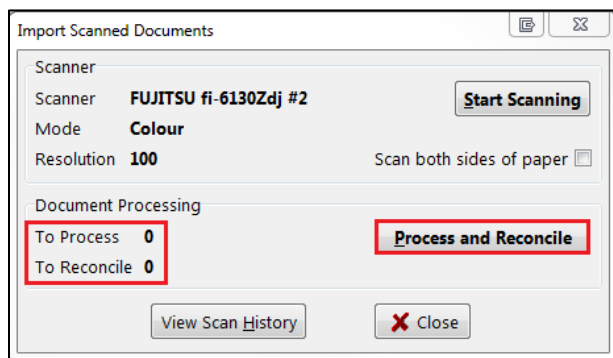 Import Scanned Documents
Scanner
Scanner FUJITSU fi-6130Zdj #2
Start Scanning
Mode Colour
Resolution 100
Scan both sides of paper
Document Processing
To Process 0
Process and Reconcile
To Reconcile 0
View Scan History
Close